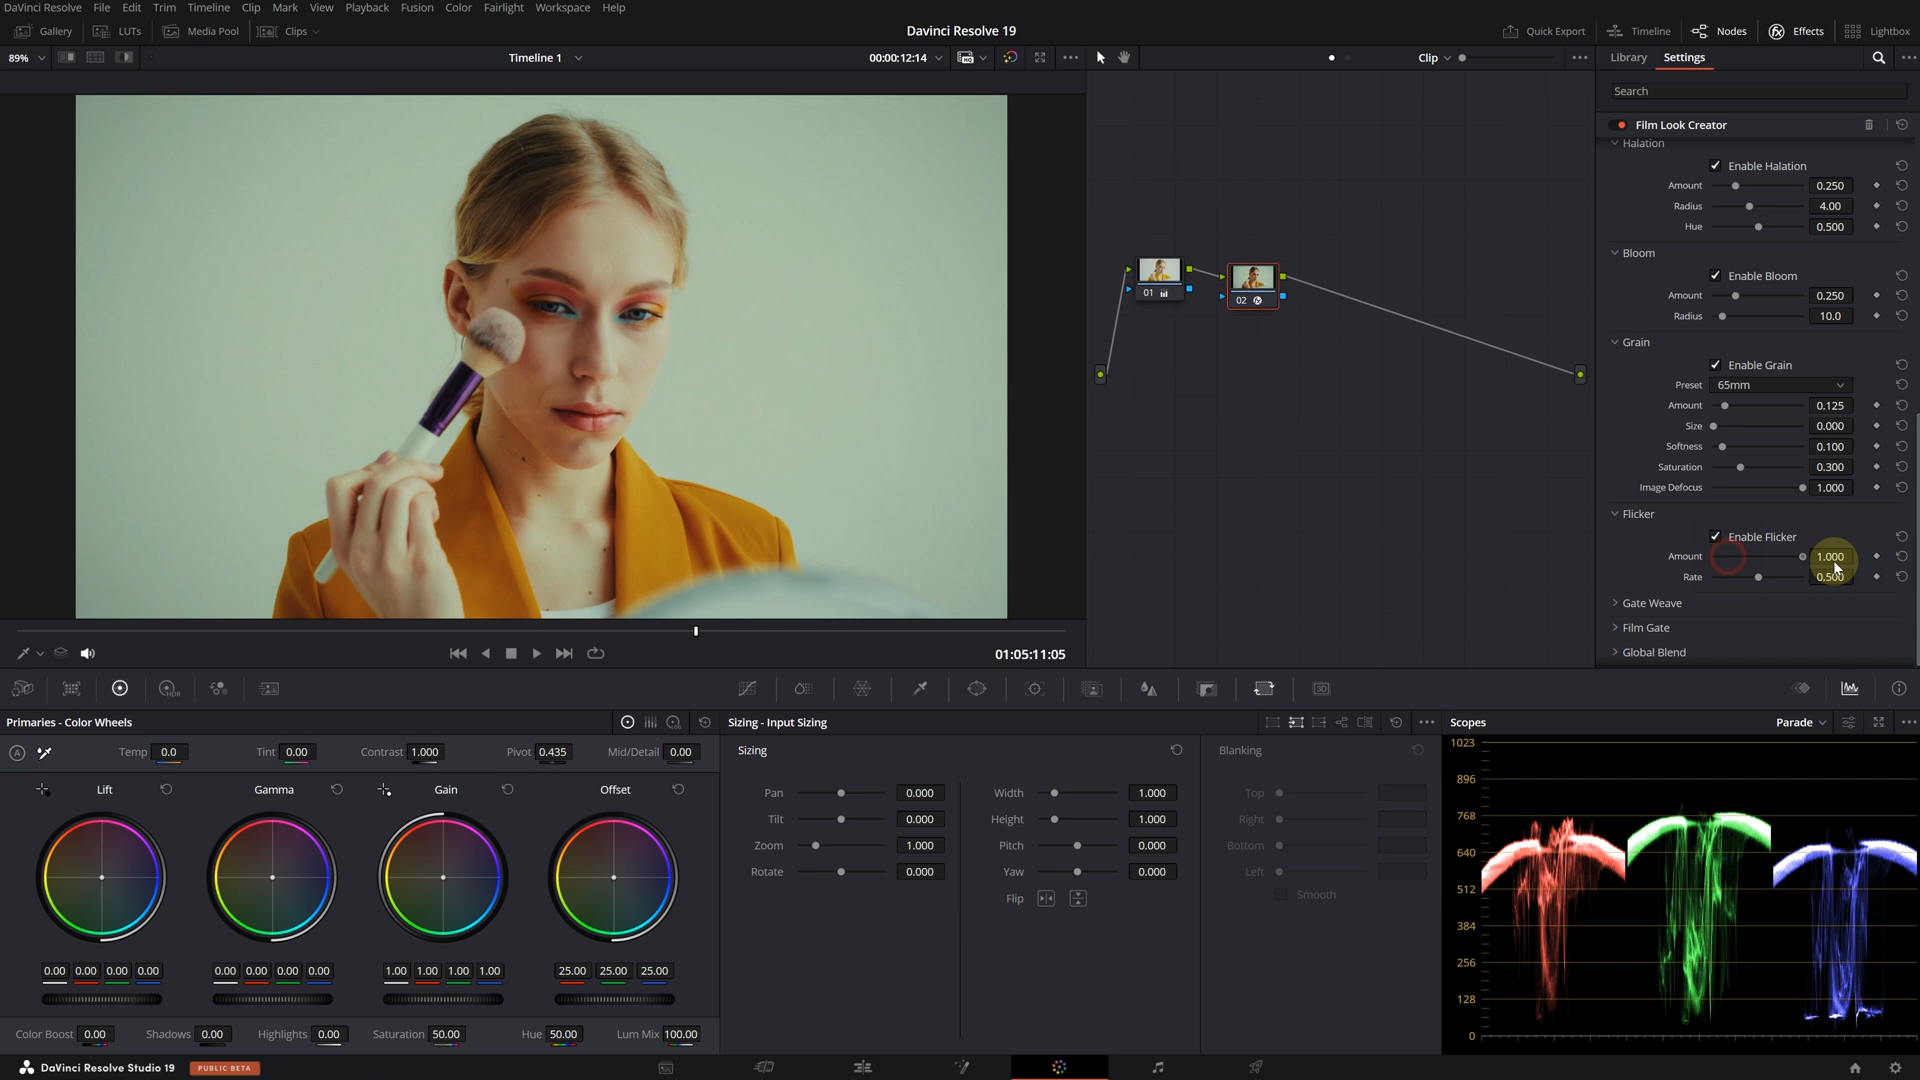 DaVinci Resolve File Edit Trim Timeline Clip Mark View Playback Fusion Color Fairlight Workspace Help
Gallery LUTs Media Pool Clips Davinci Resolve 19 Quick Export Timeline Nodes Effects Lightbox
89% Timeline 1 00:00:12:14 Clip Library Settings
Search
Film Look Creator
Halation
Enable Halation
Amount 0.250
Radius 4.00
Hue 0.500
Bloom
Enable Bloom
Amount 0.250
Radius 10.0
01
02
Grain
Enable Grain
Preset 65mm
Amount 0.125
Size 0.000
Softness 0.100
Saturation 0.300
Image Defocus 1.000
Flicker
Enable Flicker
Amount 1.000
Rate 0.500
Gate Weave
Film Gate
Global Blend
01:05:11:05
HDR
3D
Primaries - Color Wheels Sizing - Input Sizing Scopes Parade
A Temp 0.0 Tint 0.00 Contrast 1.000 Pivot 0.435 Mid/Detail 0.00
Lift Gamma Gain Offset
0.00 0.00 0.00 0.00 0.00 0.00 0.00 0.00 1.00 1.00 1.00 1.00 25.00 25.00 25.00
Color Boost 0.00 Shadows 0.00 Highlights 0.00 Saturation 50.00 Hue 50.00 Lum Mix 100.00
Sizing
Pan 0.000 Width 1.000
Tilt 0.000 Height 1.000
Zoom 1.000 Pitch 0.000
Rotate 0.000 Yaw 0.000
Flip
Blanking
Top
Right
Bottom
Left
Smooth
1023
896
768
640
512
384
256
128
0
DaVinci Resolve Studio 19 PUBLIC BETA